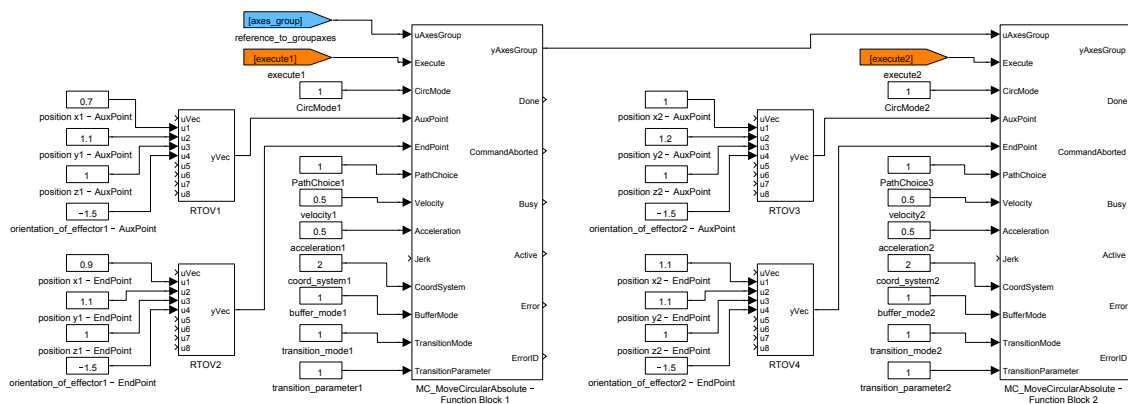 [axes_group]
reference_to_groupaxes
[execute1]
execute1
1
CircMode1
0.7
position x1 − AuxPoint
1.1
position y1 − AuxPoint
1
position z1 − AuxPoint
−1.5
orientation_of_effector1 − AuxPoint
uVec
u1
u2
u3
u4
u5
u6
u7
u8
yVec
RTOV1
0.9
position x1 − EndPoint
1.1
position y1 − EndPoint
1
position z1 − EndPoint
−1.5
orientation_of_effector1 − EndPoint
uVec
u1
u2
u3
u4
u5
u6
u7
u8
yVec
RTOV2
1
PathChoice1
0.5
velocity1
0.5
acceleration1
2
coord_system1
1
buffer_mode1
1
transition_mode1
1
transition_parameter1
uAxesGroup
Execute
CircMode
AuxPoint
EndPoint
PathChoice
Velocity
Acceleration
Jerk
CoordSystem
BufferMode
TransitionMode
TransitionParameter
yAxesGroup
Done
CommandAborted
Busy
Active
Error
ErrorID
MC_MoveCircularAbsolute −
Function Block 1
[execute2]
execute2
1
CircMode2
1
position x2 − AuxPoint
1.2
position y2 − AuxPoint
1
position z2 − AuxPoint
−1.5
orientation_of_effector2 − AuxPoint
uVec
u1
u2
u3
u4
u5
u6
u7
u8
yVec
RTOV3
1.1
position x2 − EndPoint
1.1
position y2 − EndPoint
1
position z2 − EndPoint
−1.5
orientation_of_effector2 − EndPoint
uVec
u1
u2
u3
u4
u5
u6
u7
u8
yVec
RTOV4
1
PathChoice3
0.5
velocity2
0.5
acceleration2
2
coord_system2
1
buffer_mode2
1
transition_mode2
1
transition_parameter2
uAxesGroup
Execute
CircMode
AuxPoint
EndPoint
PathChoice
Velocity
Acceleration
Jerk
CoordSystem
BufferMode
TransitionMode
TransitionParameter
yAxesGroup
Done
CommandAborted
Busy
Active
Error
ErrorID
MC_MoveCircularAbsolute −
Function Block 2